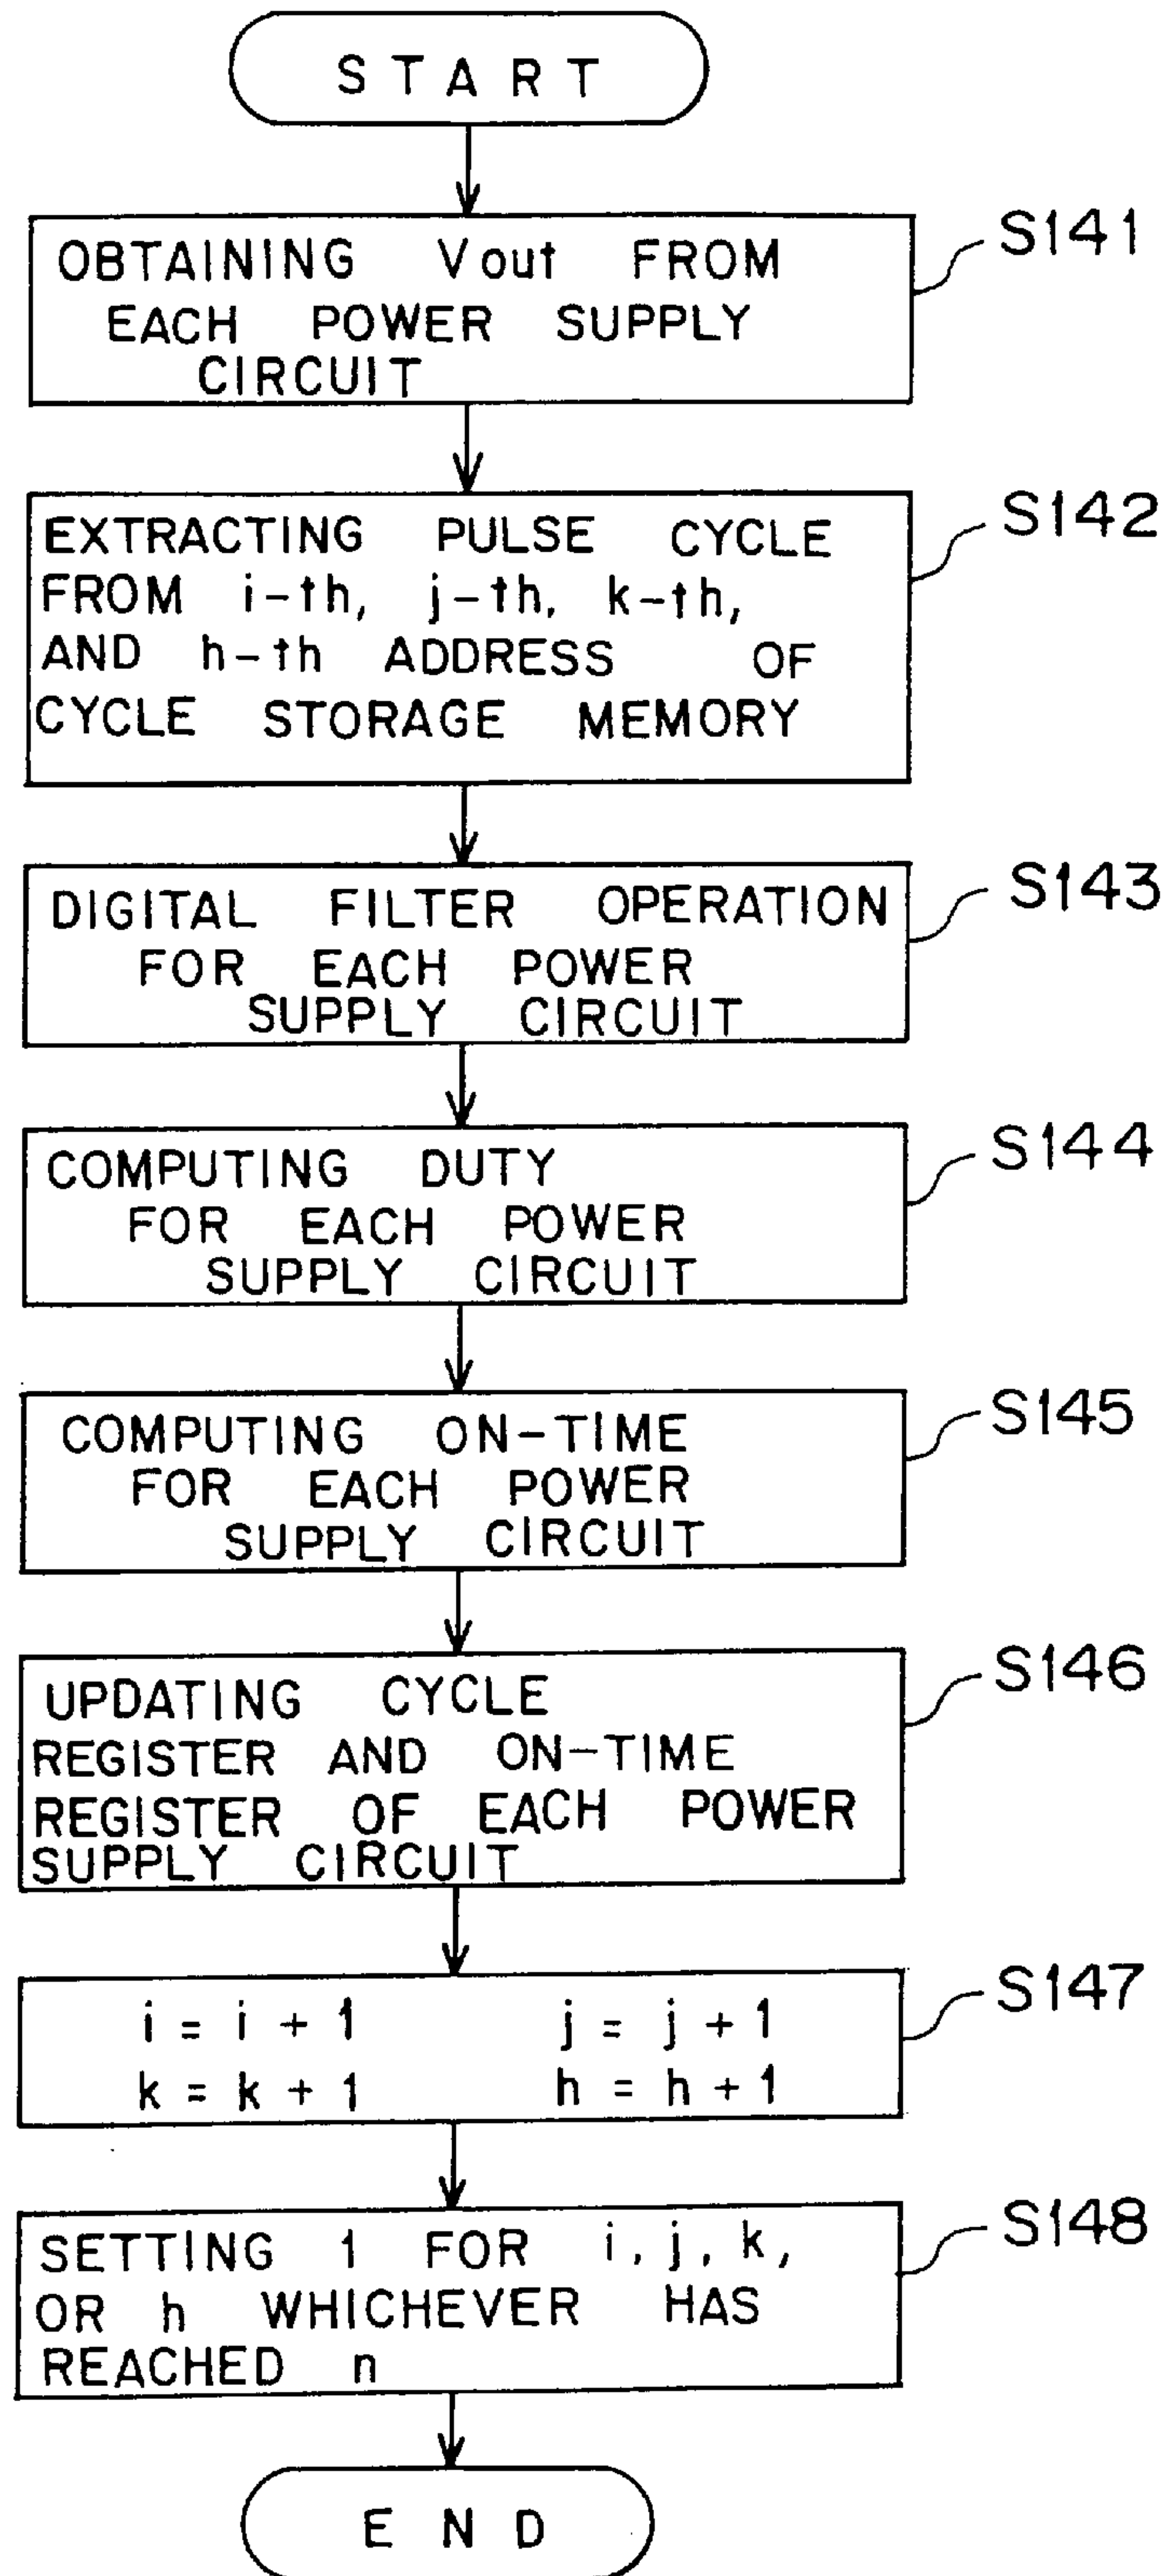 START
OBTAINING Vout FROM
EACH POWER SUPPLY
CIRCUIT
S141
EXTRACTING PULSE CYCLE
FROM i-th, j-th, k-th,
AND h-th ADDRESS OF
CYCLE STORAGE MEMORY
S142
DIGITAL FILTER OPERATION
FOR EACH POWER
SUPPLY CIRCUIT
S143
COMPUTING DUTY
FOR EACH POWER
SUPPLY CIRCUIT
S144
COMPUTING ON-TIME
FOR EACH POWER
SUPPLY CIRCUIT
S145
UPDATING CYCLE
REGISTER AND ON-TIME
REGISTER OF EACH POWER
SUPPLY CIRCUIT
S146
i = i + 1 j = j + 1
k = k + 1 h = h + 1
S147
SETTING 1 FOR i, j, k,
OR h WHICHEVER HAS
REACHED n
S148
END